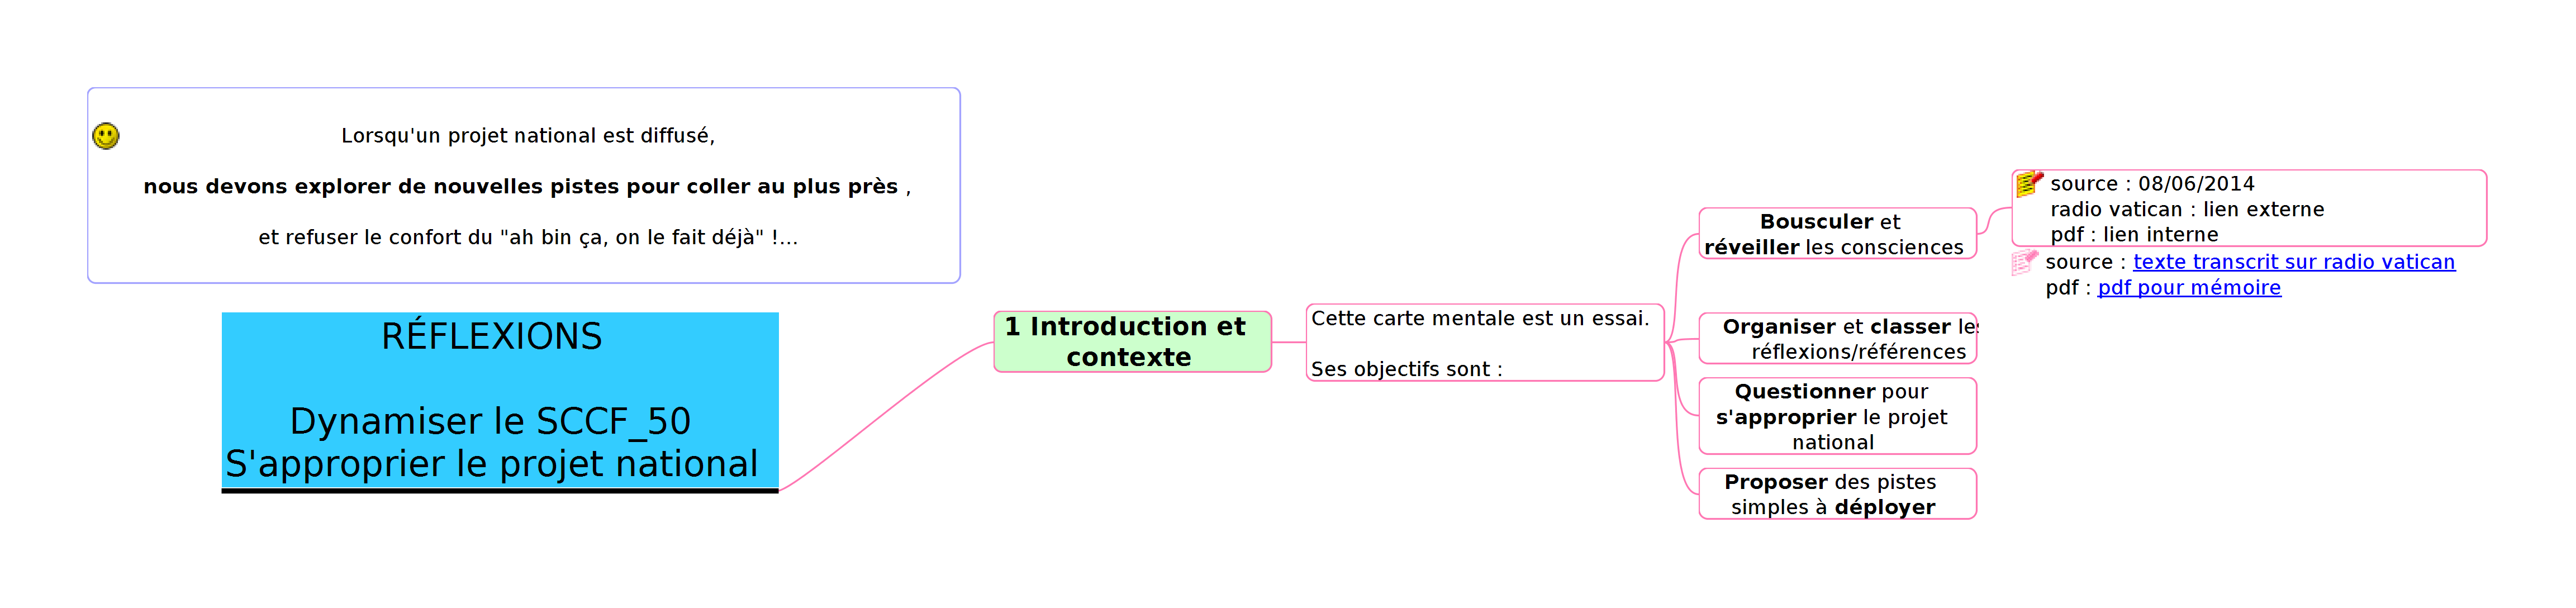 Lorsqu'un projet national est diffusé,
nous devons explorer de nouvelles pistes pour coller au plus près ,
et refuser le confort du "ah bin ça, on le fait déjà" !...
RÉFLEXIONS
Dynamiser le SCCF_50
S'approprier le projet national
1 Introduction et
contexte
Cette carte mentale est un essai.
Ses objectifs sont :
Bousculer et
réveiller les consciences
source : 08/06/2014
radio vatican : lien externe
pdf : lien interne
source : texte transcrit sur radio vatican
pdf : pdf pour mémoire
Organiser et classer les
réflexions/références
Questionner pour
s'approprier le projet
national
Proposer des pistes
simples à déployer